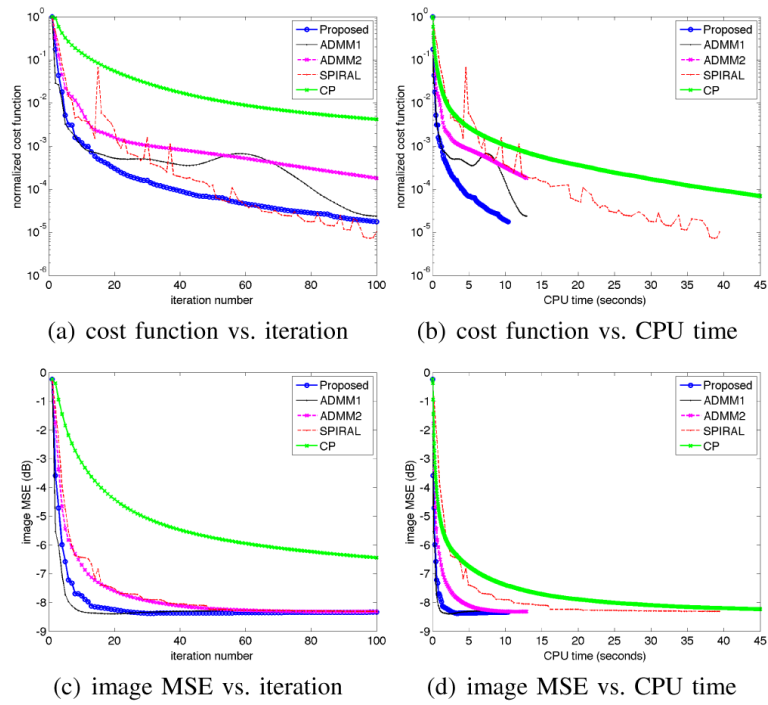 10^0
10^-1
10^-2
10^-3
10^-4
10^-5
10^-6
normalized cost function
0 20 40 60 80 100
iteration number
Proposed
ADMM1
ADMM2
SPIRAL
CP
(a) cost function vs. iteration
10^0
10^-1
10^-2
10^-3
10^-4
10^-5
10^-6
normalized cost function
0 5 10 15 20 25 30 35 40 45
CPU time (seconds)
Proposed
ADMM1
ADMM2
SPIRAL
CP
(b) cost function vs. CPU time
0
-1
-2
-3
-4
-5
-6
-7
-8
-9
image MSE (dB)
0 20 40 60 80 100
iteration number
Proposed
ADMM1
ADMM2
SPIRAL
CP
(c) image MSE vs. iteration
0
-1
-2
-3
-4
-5
-6
-7
-8
-9
image MSE (dB)
0 5 10 15 20 25 30 35 40 45
CPU time (seconds)
Proposed
ADMM1
ADMM2
SPIRAL
CP
(d) image MSE vs. CPU time